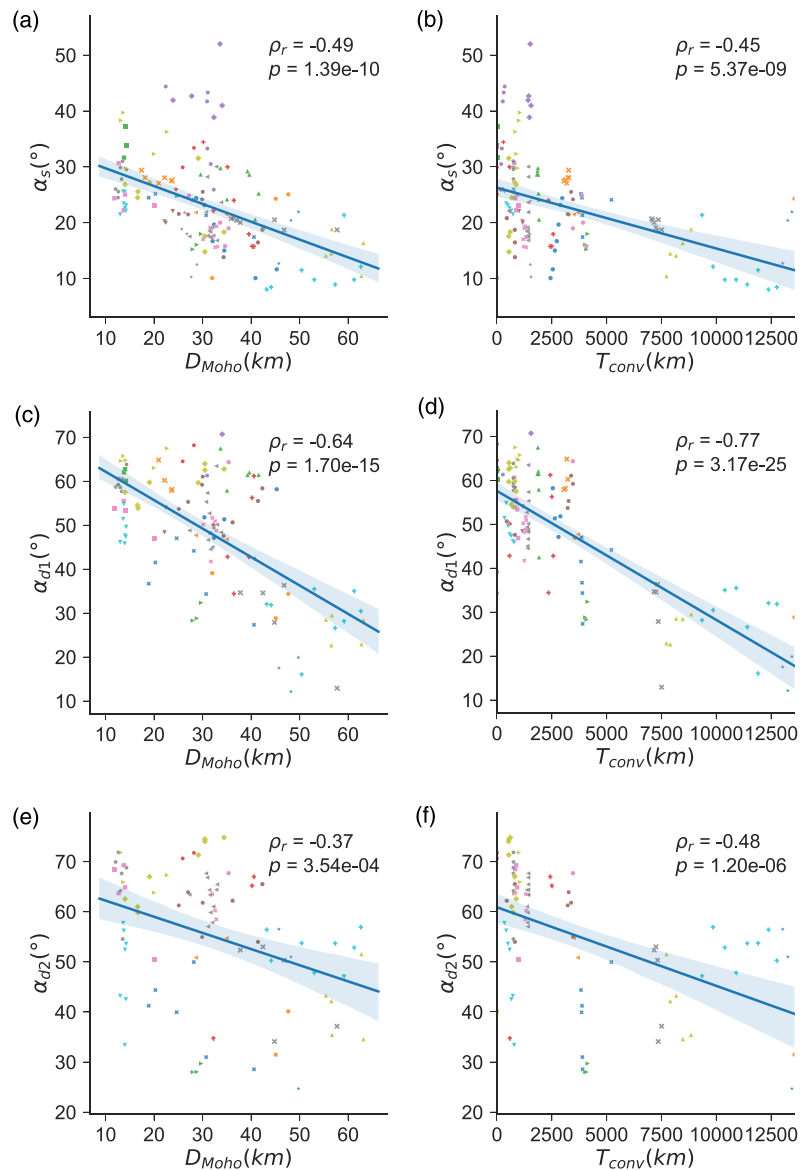 (a)
ρr = -0.49
p = 1.39e-10
αs(°)
50
40
30
20
10
10 20 30 40 50 60
DMoho(km)
(b)
ρr = -0.45
p = 5.37e-09
αs(°)
50
40
30
20
10
0 2500 5000 7500 10000 12500
Tconv(km)
(c)
ρr = -0.64
p = 1.70e-15
αd1(°)
70
60
50
40
30
20
10
10 20 30 40 50 60
DMoho(km)
(d)
ρr = -0.77
p = 3.17e-25
αd1(°)
70
60
50
40
30
20
10
0 2500 5000 7500 10000 12500
Tconv(km)
(e)
ρr = -0.37
p = 3.54e-04
αd2(°)
70
60
50
40
30
20
10 20 30 40 50 60
DMoho(km)
(f)
ρr = -0.48
p = 1.20e-06
αd2(°)
70
60
50
40
30
20
0 2500 5000 7500 10000 12500
Tconv(km)